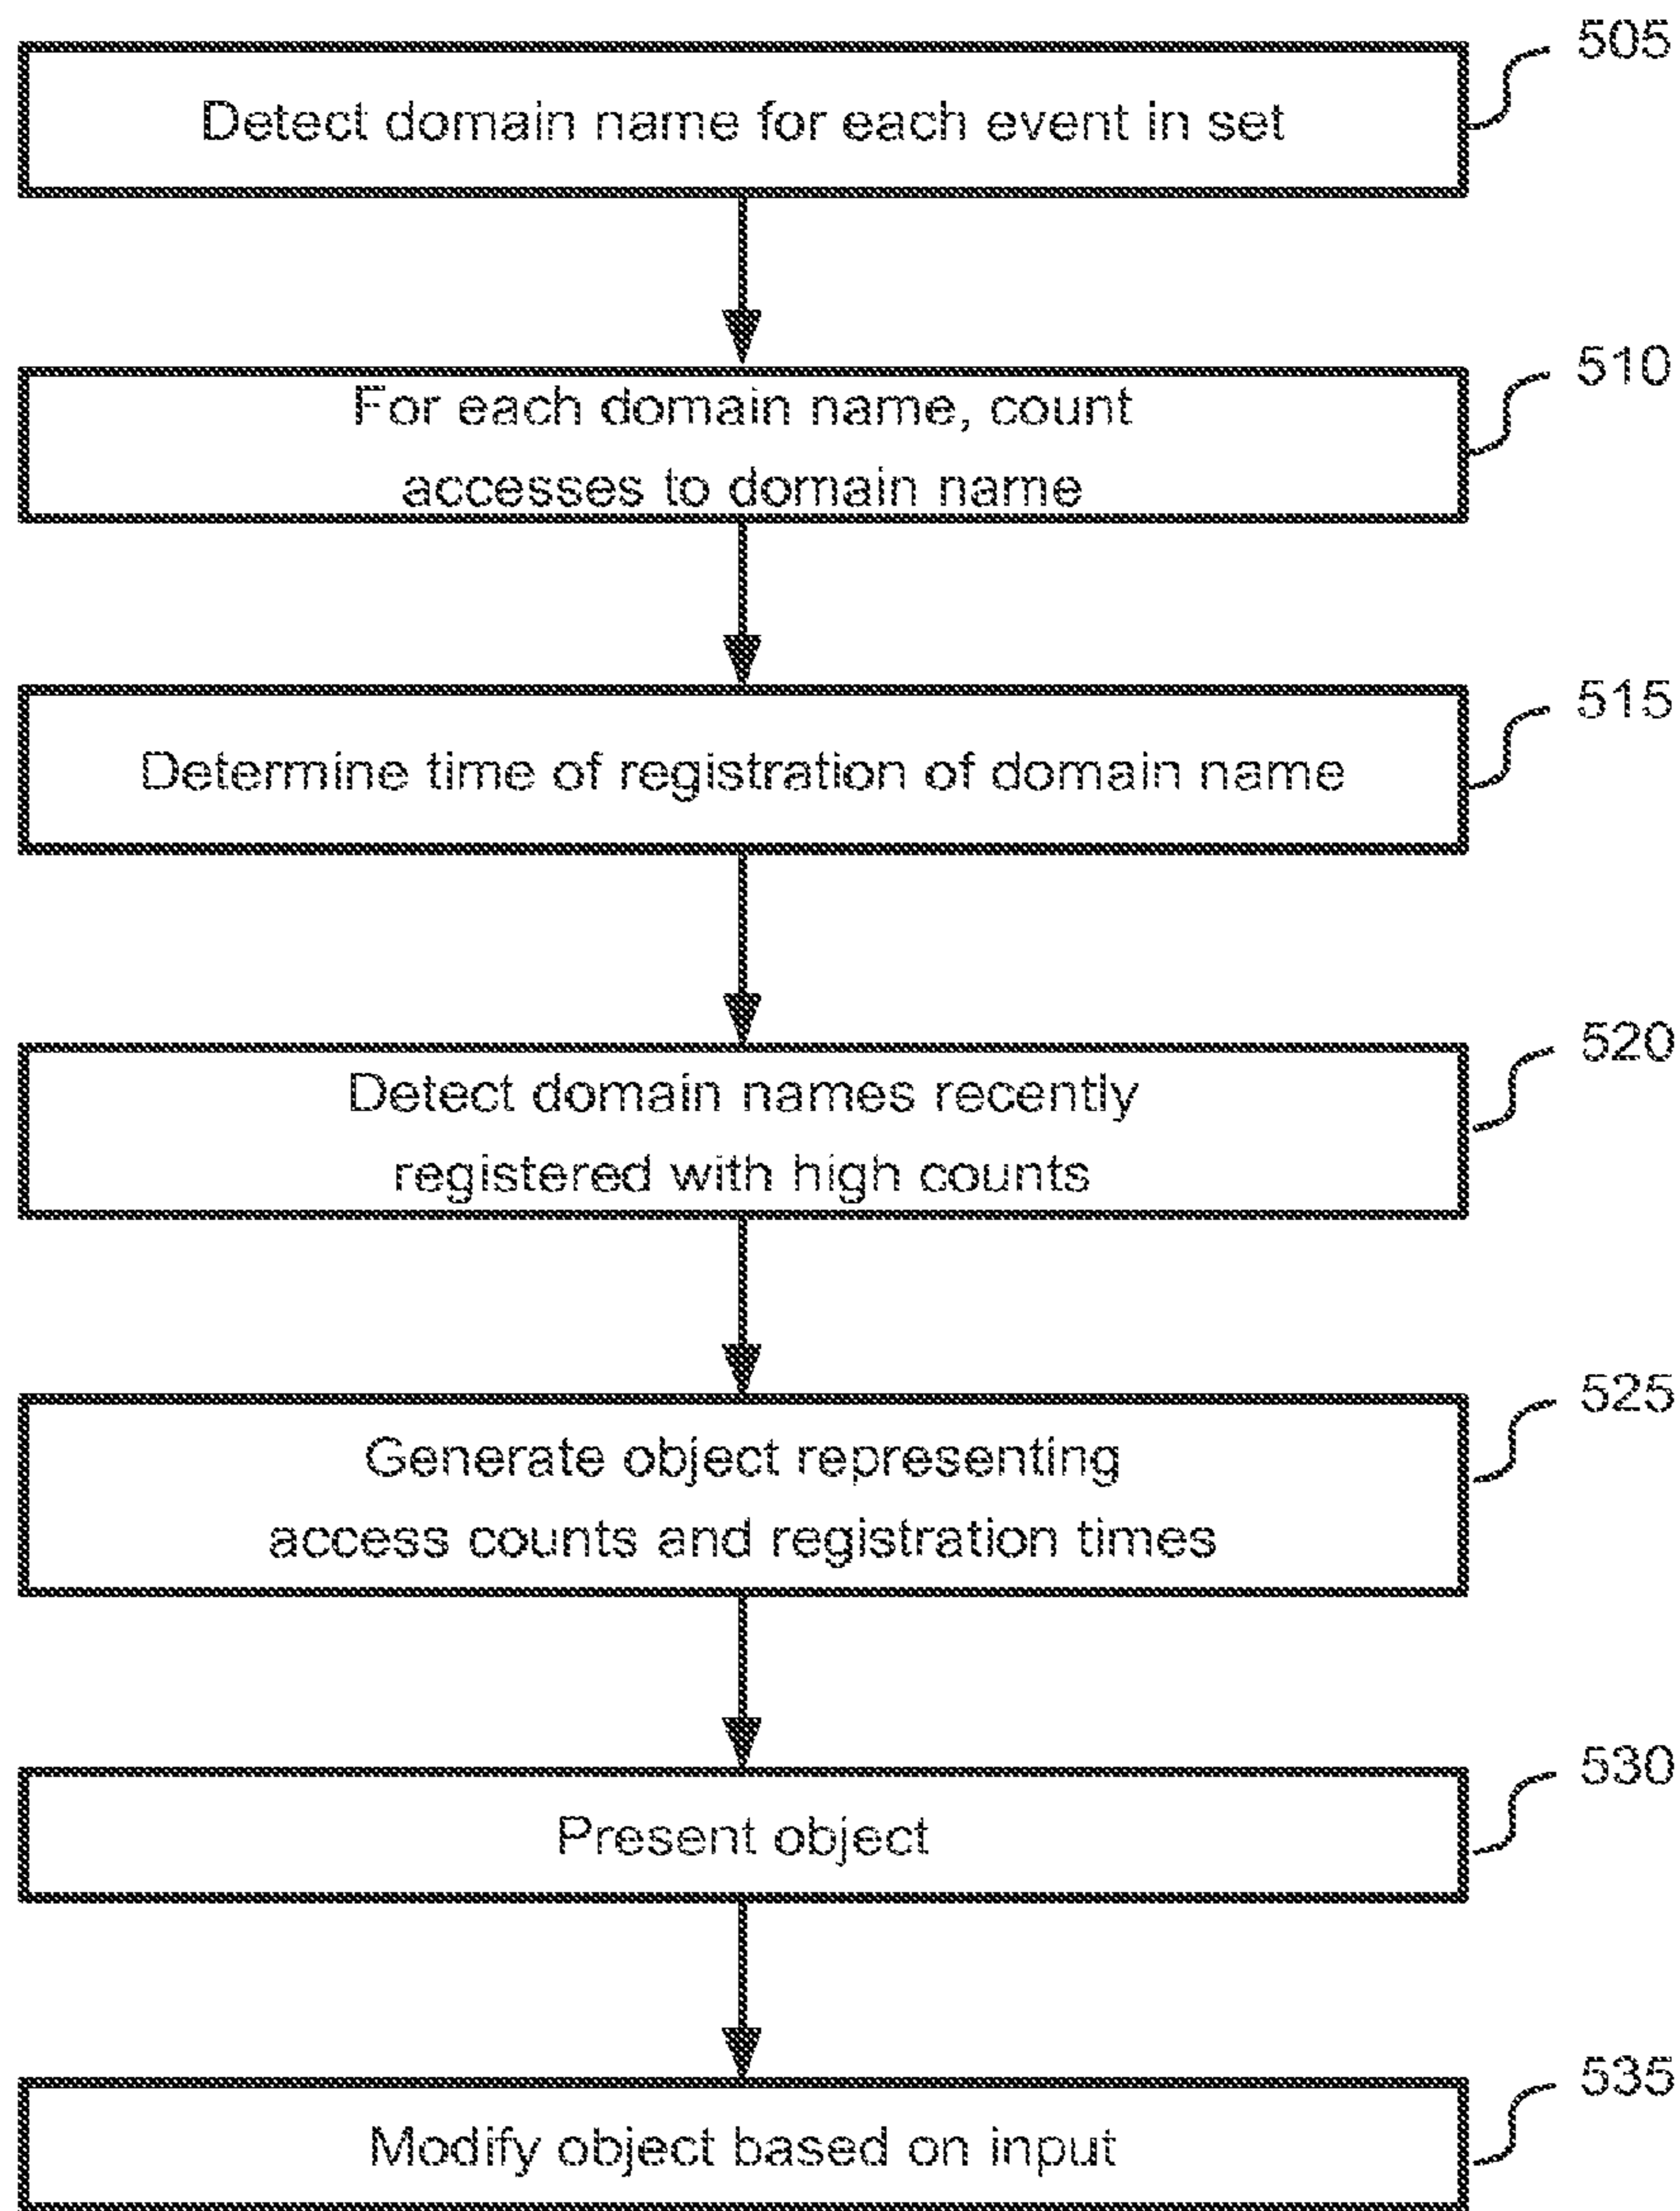 505
Detect domain name for each event in set
510
For each domain name, count
accesses to domain name
515
Determine time of registration of domain name
520
Detect domain names recently
registered with high counts
525
Generate object representing
access counts and registration times
530
Present object
535
Modify object based on input